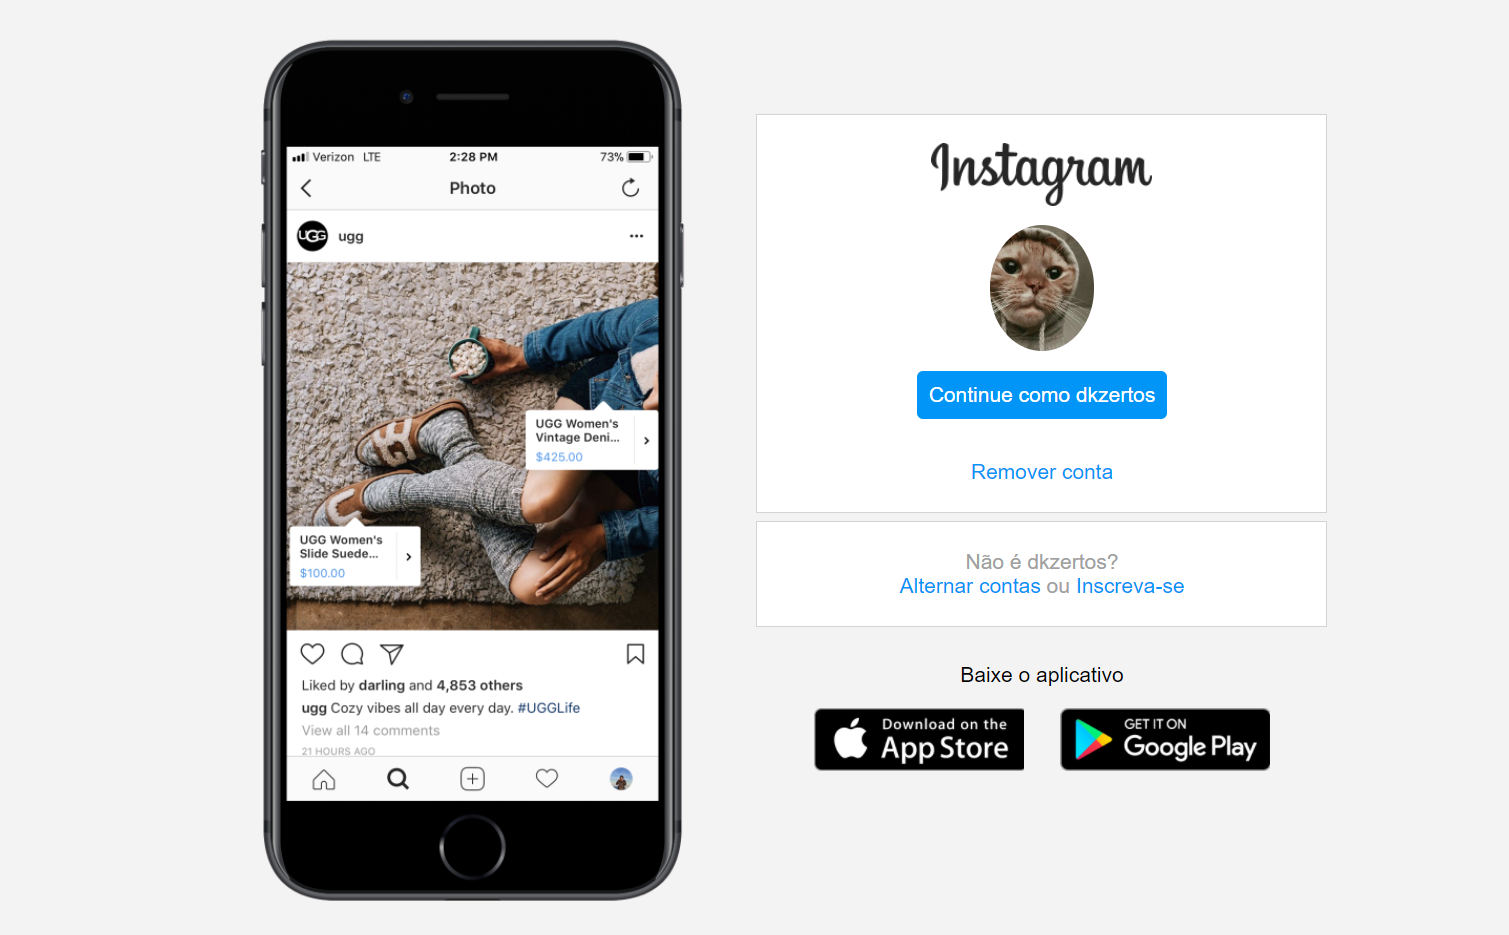 Verizon LTE 2:28 PM 73%
Photo
UGG ugg
UGG Women's
Vintage Deni...
$425.00
UGG Women's
Slide Suede...
$100.00
Liked by darling and 4,853 others
ugg Cozy vibes all day every day. #UGGLife
View all 14 comments
21 HOURS AGO
Instagram
Continue como dkzertos
Remover conta
Não é dkzertos?
Alternar contas ou Inscreva-se
Baixe o aplicativo
Download on the
App Store
GET IT ON
Google Play